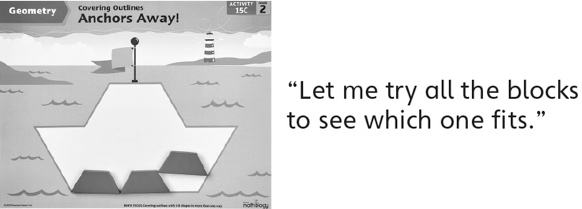 Geometry
Covering Outlines
Anchors Away!
ACTIVITY
15C
2
“Let me try all the blocks
to see which one fits.”
mathology